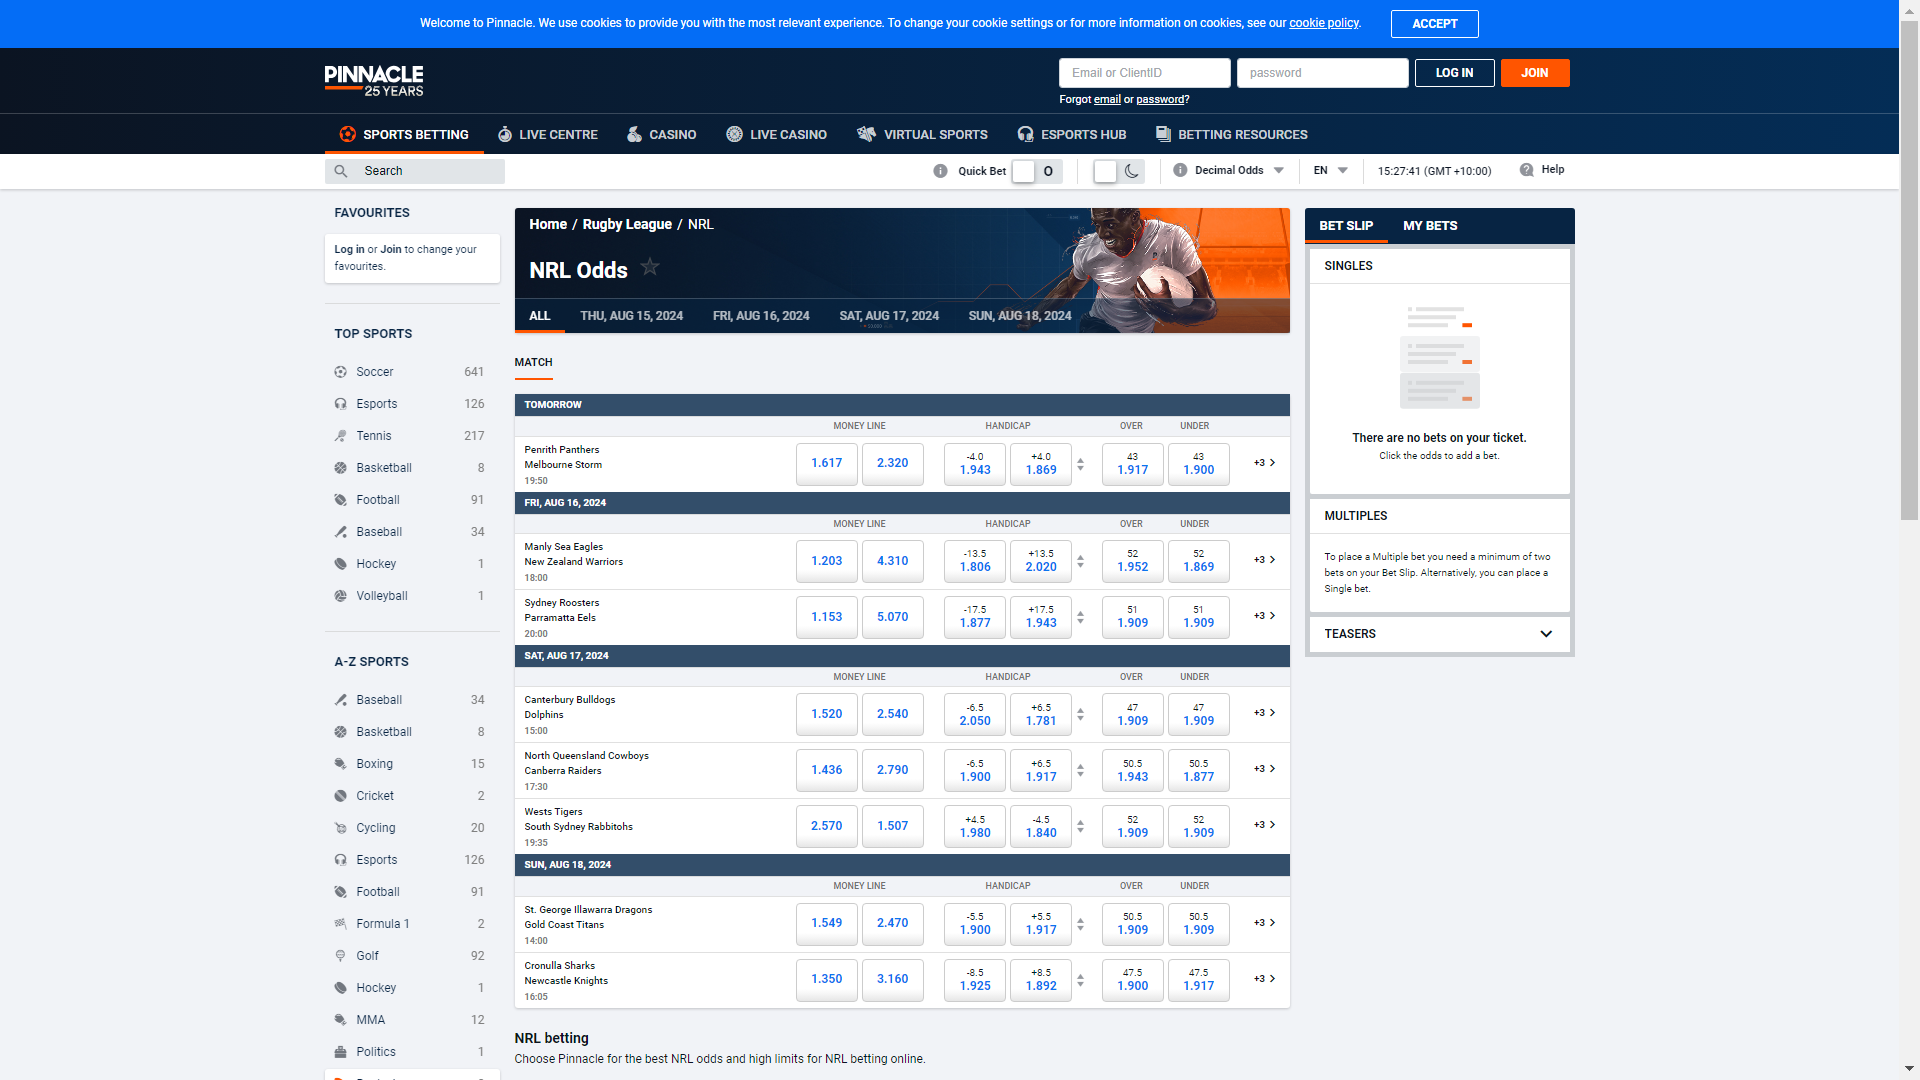 Welcome to Pinnacle. We use cookies to provide you with the most relevant experience. To change your cookie settings or for more information on cookies, see our cookie policy.
ACCEPT
PINNACLE
25 YEARS
Email or ClientID
password
LOG IN
JOIN
Forgot email or password?
SPORTS BETTING
LIVE CENTRE
CASINO
LIVE CASINO
VIRTUAL SPORTS
ESPORTS HUB
BETTING RESOURCES
Search
Quick Bet
O
Decimal Odds
EN
15:27:41 (GMT +10:00)
Help
FAVOURITES
Log in or Join to change your
favourites.
TOP SPORTS
Soccer 641
Esports 126
Tennis 217
Basketball 8
Football 91
Baseball 34
Hockey 1
Volleyball 1
A-Z SPORTS
Baseball 34
Basketball 8
Boxing 15
Cricket 2
Cycling 20
Esports 126
Football 91
Formula 1 2
Golf 92
Hockey 1
MMA 12
Politics 1
Home / Rugby League / NRL
NRL Odds
ALL
THU, AUG 15, 2024
FRI, AUG 16, 2024
SAT, AUG 17, 2024
SUN, AUG 18, 2024
MATCH
TOMORROW
MONEY LINE HANDICAP OVER UNDER
Penrith Panthers
Melbourne Storm
19:50
1.617 2.320
-4.0 +4.0 43 43
1.943 1.869 1.917 1.900
+3
FRI, AUG 16, 2024
MONEY LINE HANDICAP OVER UNDER
Manly Sea Eagles
New Zealand Warriors
18:00
1.203 4.310
-13.5 +13.5 52 52
1.806 2.020 1.952 1.869
+3
Sydney Roosters
Parramatta Eels
20:00
1.153 5.070
-17.5 +17.5 51 51
1.877 1.943 1.909 1.909
+3
SAT, AUG 17, 2024
MONEY LINE HANDICAP OVER UNDER
Canterbury Bulldogs
Dolphins
15:00
1.520 2.540
-6.5 +6.5 47 47
2.050 1.781 1.909 1.909
+3
North Queensland Cowboys
Canberra Raiders
17:30
1.436 2.790
-6.5 +6.5 50.5 50.5
1.900 1.917 1.943 1.877
+3
Wests Tigers
South Sydney Rabbitohs
19:35
2.570 1.507
+4.5 -4.5 52 52
1.980 1.840 1.909 1.909
+3
SUN, AUG 18, 2024
MONEY LINE HANDICAP OVER UNDER
St. George Illawarra Dragons
Gold Coast Titans
14:00
1.549 2.470
-5.5 +5.5 50.5 50.5
1.900 1.917 1.909 1.909
+3
Cronulla Sharks
Newcastle Knights
16:05
1.350 3.160
-8.5 +8.5 47.5 47.5
1.925 1.892 1.900 1.917
+3
NRL betting
Choose Pinnacle for the best NRL odds and high limits for NRL betting online.
BET SLIP
MY BETS
SINGLES
There are no bets on your ticket.
Click the odds to add a bet.
MULTIPLES
To place a Multiple bet you need a minimum of two
bets on your Bet Slip. Alternatively, you can place a
Single bet.
TEASERS